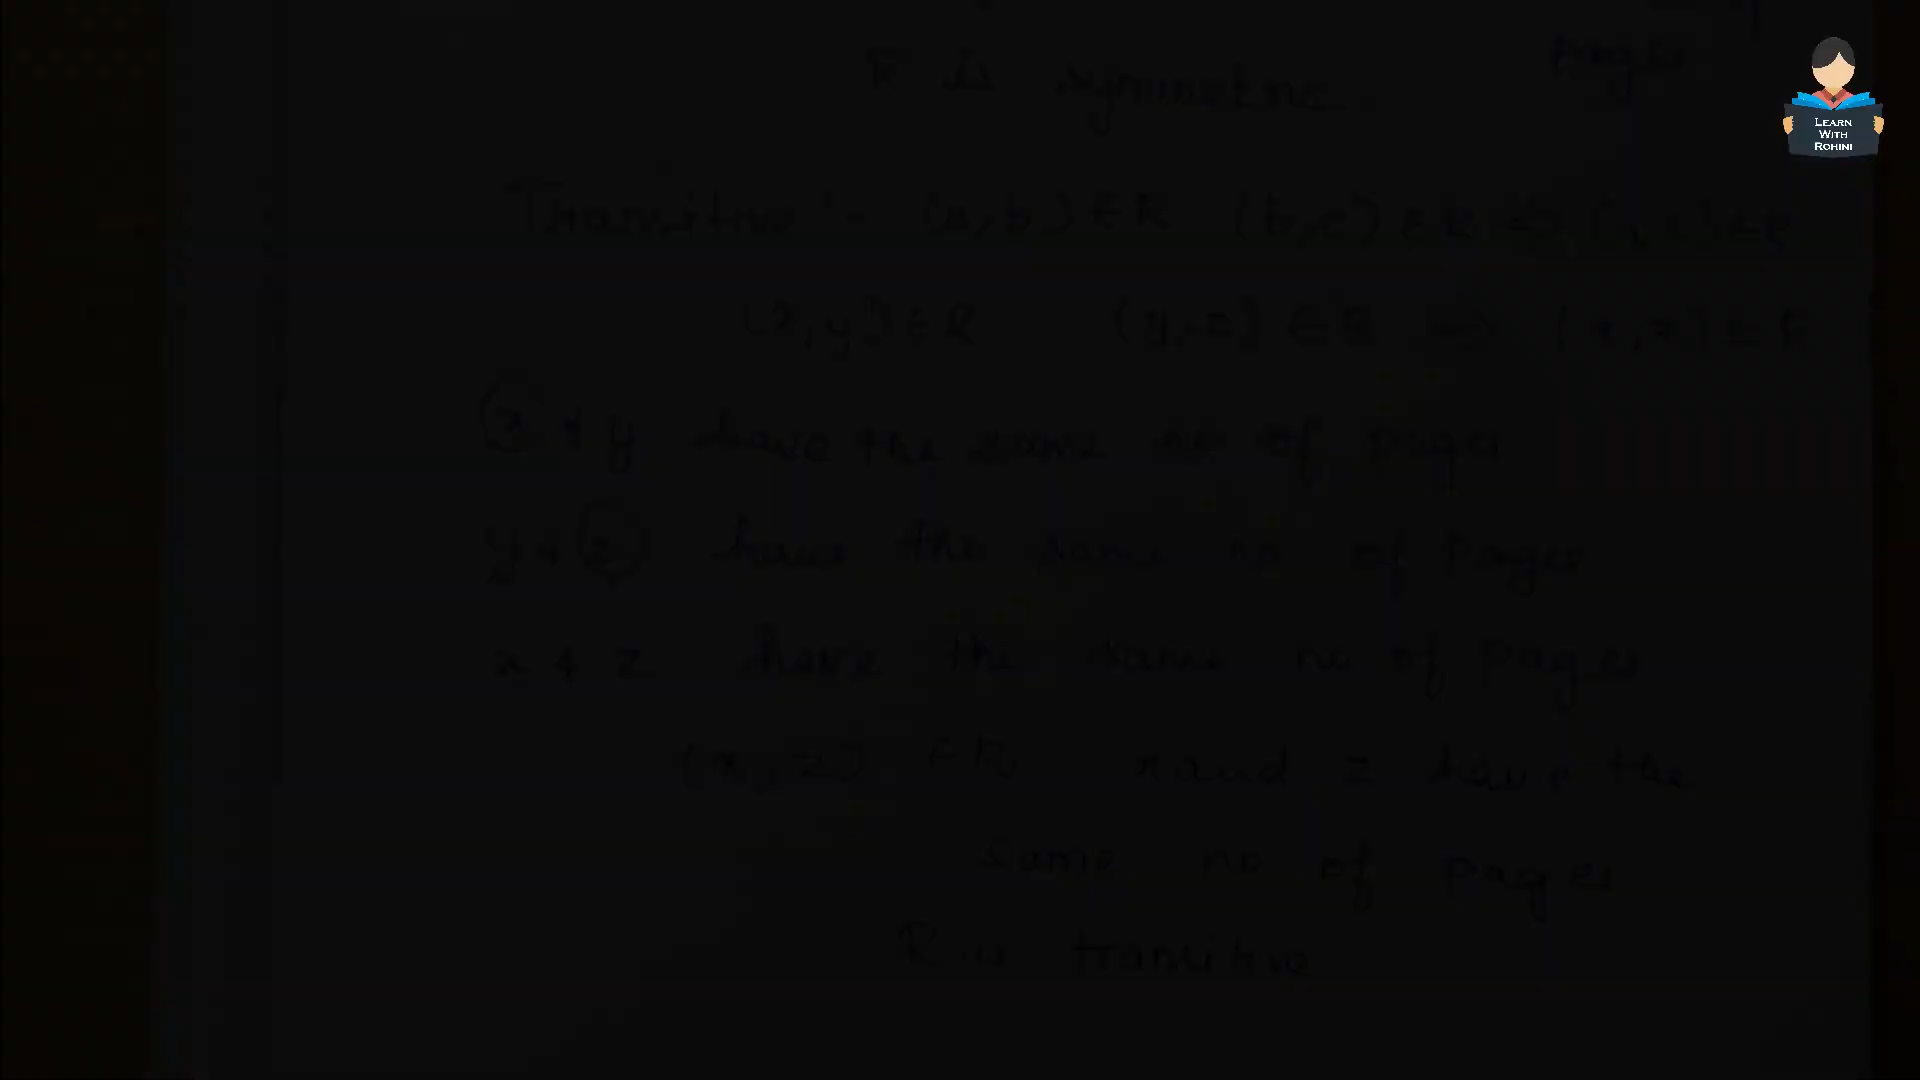 pages
R is symmetric
LEARN
WITH
ROHINI
Transitive :- (a,b) ∈ R (b,c) ∈ R ⇒ (a,c) ∈ R
(x,y) ∈ R (y,z) ∈ R ⇒ (x,z) ∈ R
x & y have the same no of pages
y & z have the same no of pages
x & z have the same no of pages
(x,z) ∈ R x and z have the
same no of pages
R is transitive